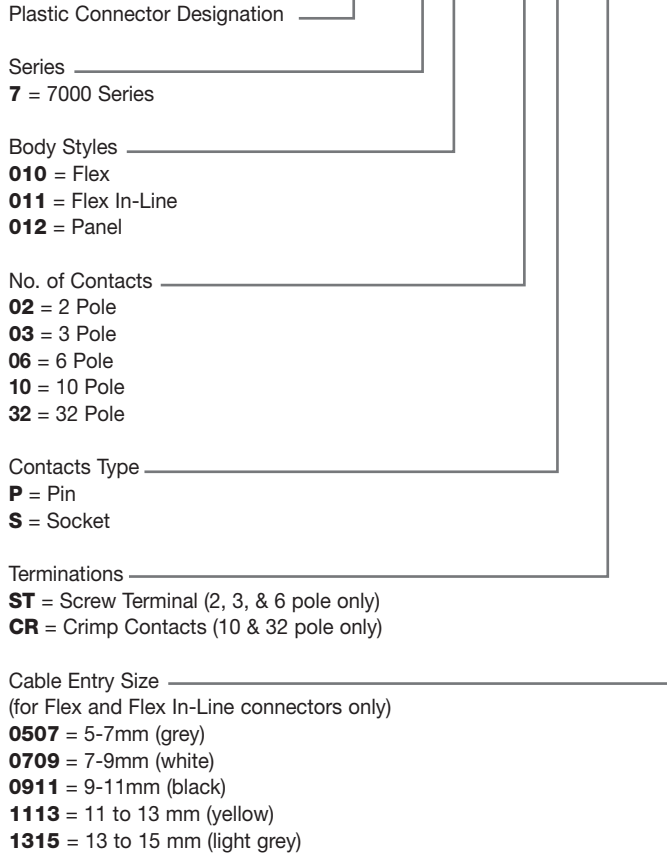 Plastic Connector Designation
Series
7 = 7000 Series
Body Styles
010 = Flex
011 = Flex In-Line
012 = Panel
No. of Contacts
02 = 2 Pole
03 = 3 Pole
06 = 6 Pole
10 = 10 Pole
32 = 32 Pole
Contacts Type
P = Pin
S = Socket
Terminations
ST = Screw Terminal (2, 3, & 6 pole only)
CR = Crimp Contacts (10 & 32 pole only)
Cable Entry Size
(for Flex and Flex In-Line connectors only)
0507 = 5-7mm (grey)
0709 = 7-9mm (white)
0911 = 9-11mm (black)
1113 = 11 to 13 mm (yellow)
1315 = 13 to 15 mm (light grey)